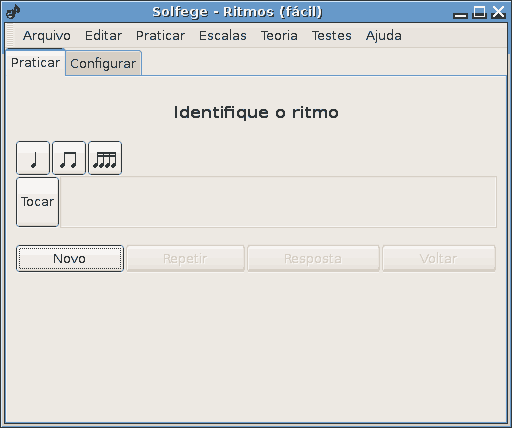 Solfege - Ritmos (fácil)
Arquivo Editar Praticar Escalas Teoria Testes Ajuda
Praticar Configurar
Identifique o ritmo
Tocar
Novo Repetir Resposta Voltar